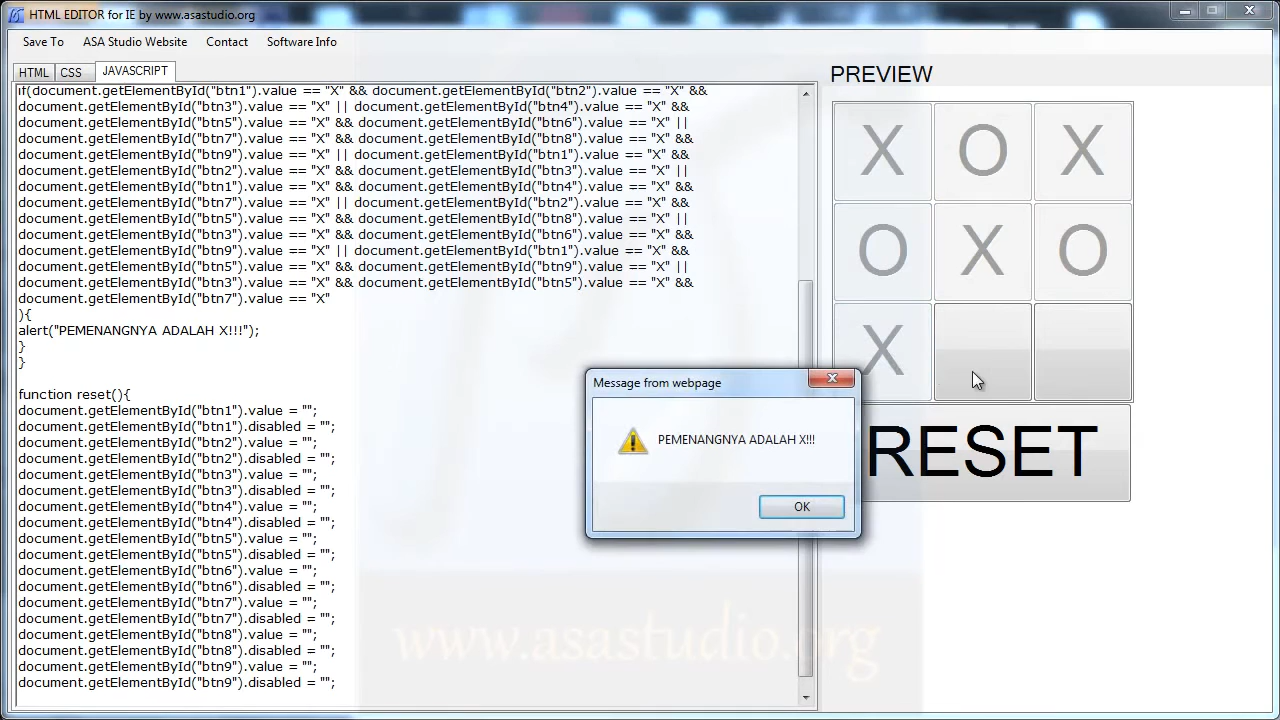 HTML EDITOR for IE by www.asastudio.org
Save To ASA Studio Website Contact Software Info
HTML CSS JAVASCRIPT
PREVIEW
if(document.getElementById("btn1").value == "X" && document.getElementById("btn2").value == "X" &&
document.getElementById("btn3").value == "X" || document.getElementById("btn4").value == "X" &&
document.getElementById("btn5").value == "X" && document.getElementById("btn6").value == "X" ||
document.getElementById("btn7").value == "X" && document.getElementById("btn8").value == "X" &&
document.getElementById("btn9").value == "X" || document.getElementById("btn1").value == "X" &&
document.getElementById("btn2").value == "X" && document.getElementById("btn3").value == "X" ||
document.getElementById("btn1").value == "X" && document.getElementById("btn4").value == "X" &&
document.getElementById("btn7").value == "X" || document.getElementById("btn2").value == "X" &&
document.getElementById("btn5").value == "X" && document.getElementById("btn8").value == "X" ||
document.getElementById("btn3").value == "X" && document.getElementById("btn6").value == "X" &&
document.getElementById("btn9").value == "X" || document.getElementById("btn1").value == "X" &&
document.getElementById("btn5").value == "X" && document.getElementById("btn9").value == "X" ||
document.getElementById("btn3").value == "X" && document.getElementById("btn5").value == "X" &&
document.getElementById("btn7").value == "X"
){
alert("PEMENANGNYA ADALAH X!!!");
}
}
function reset(){
document.getElementById("btn1").value = "";
document.getElementById("btn1").disabled = "";
document.getElementById("btn2").value = "";
document.getElementById("btn2").disabled = "";
document.getElementById("btn3").value = "";
document.getElementById("btn3").disabled = "";
document.getElementById("btn4").value = "";
document.getElementById("btn4").disabled = "";
document.getElementById("btn5").value = "";
document.getElementById("btn5").disabled = "";
document.getElementById("btn6").value = "";
document.getElementById("btn6").disabled = "";
document.getElementById("btn7").value = "";
document.getElementById("btn7").disabled = "";
document.getElementById("btn8").value = "";
document.getElementById("btn8").disabled = "";
document.getElementById("btn9").value = "";
document.getElementById("btn9").disabled = "";
X O X
O X O
X
RESET
Message from webpage
PEMENANGNYA ADALAH X!!!
OK
www.asastudio.org